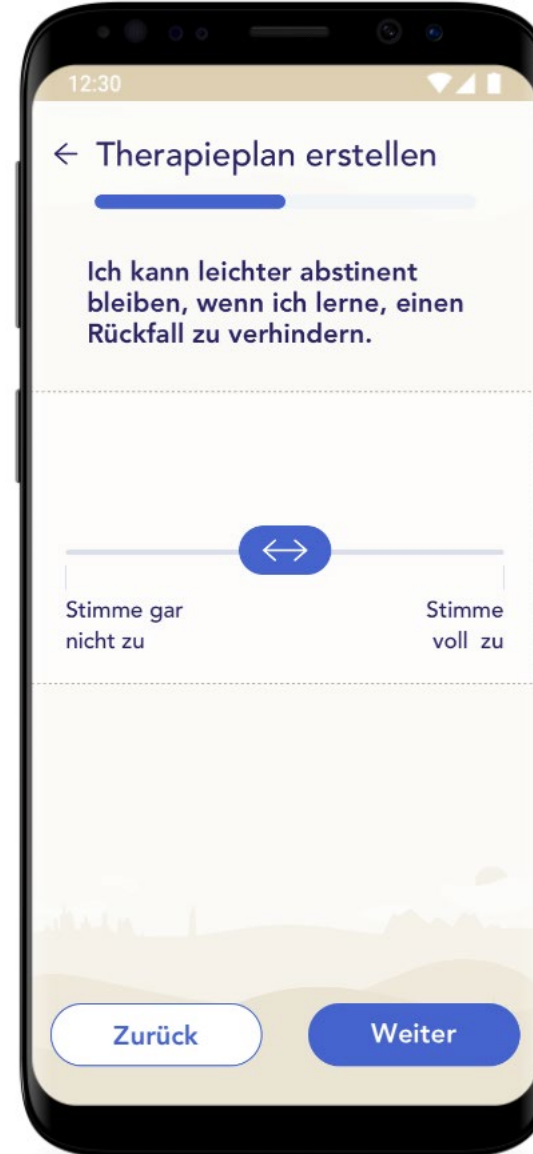 12:30
Therapieplan erstellen
Ich kann leichter abstinent
bleiben, wenn ich lerne, einen
Rückfall zu verhindern.
Stimme gar
nicht zu
Stimme
voll zu
Zurück
Weiter